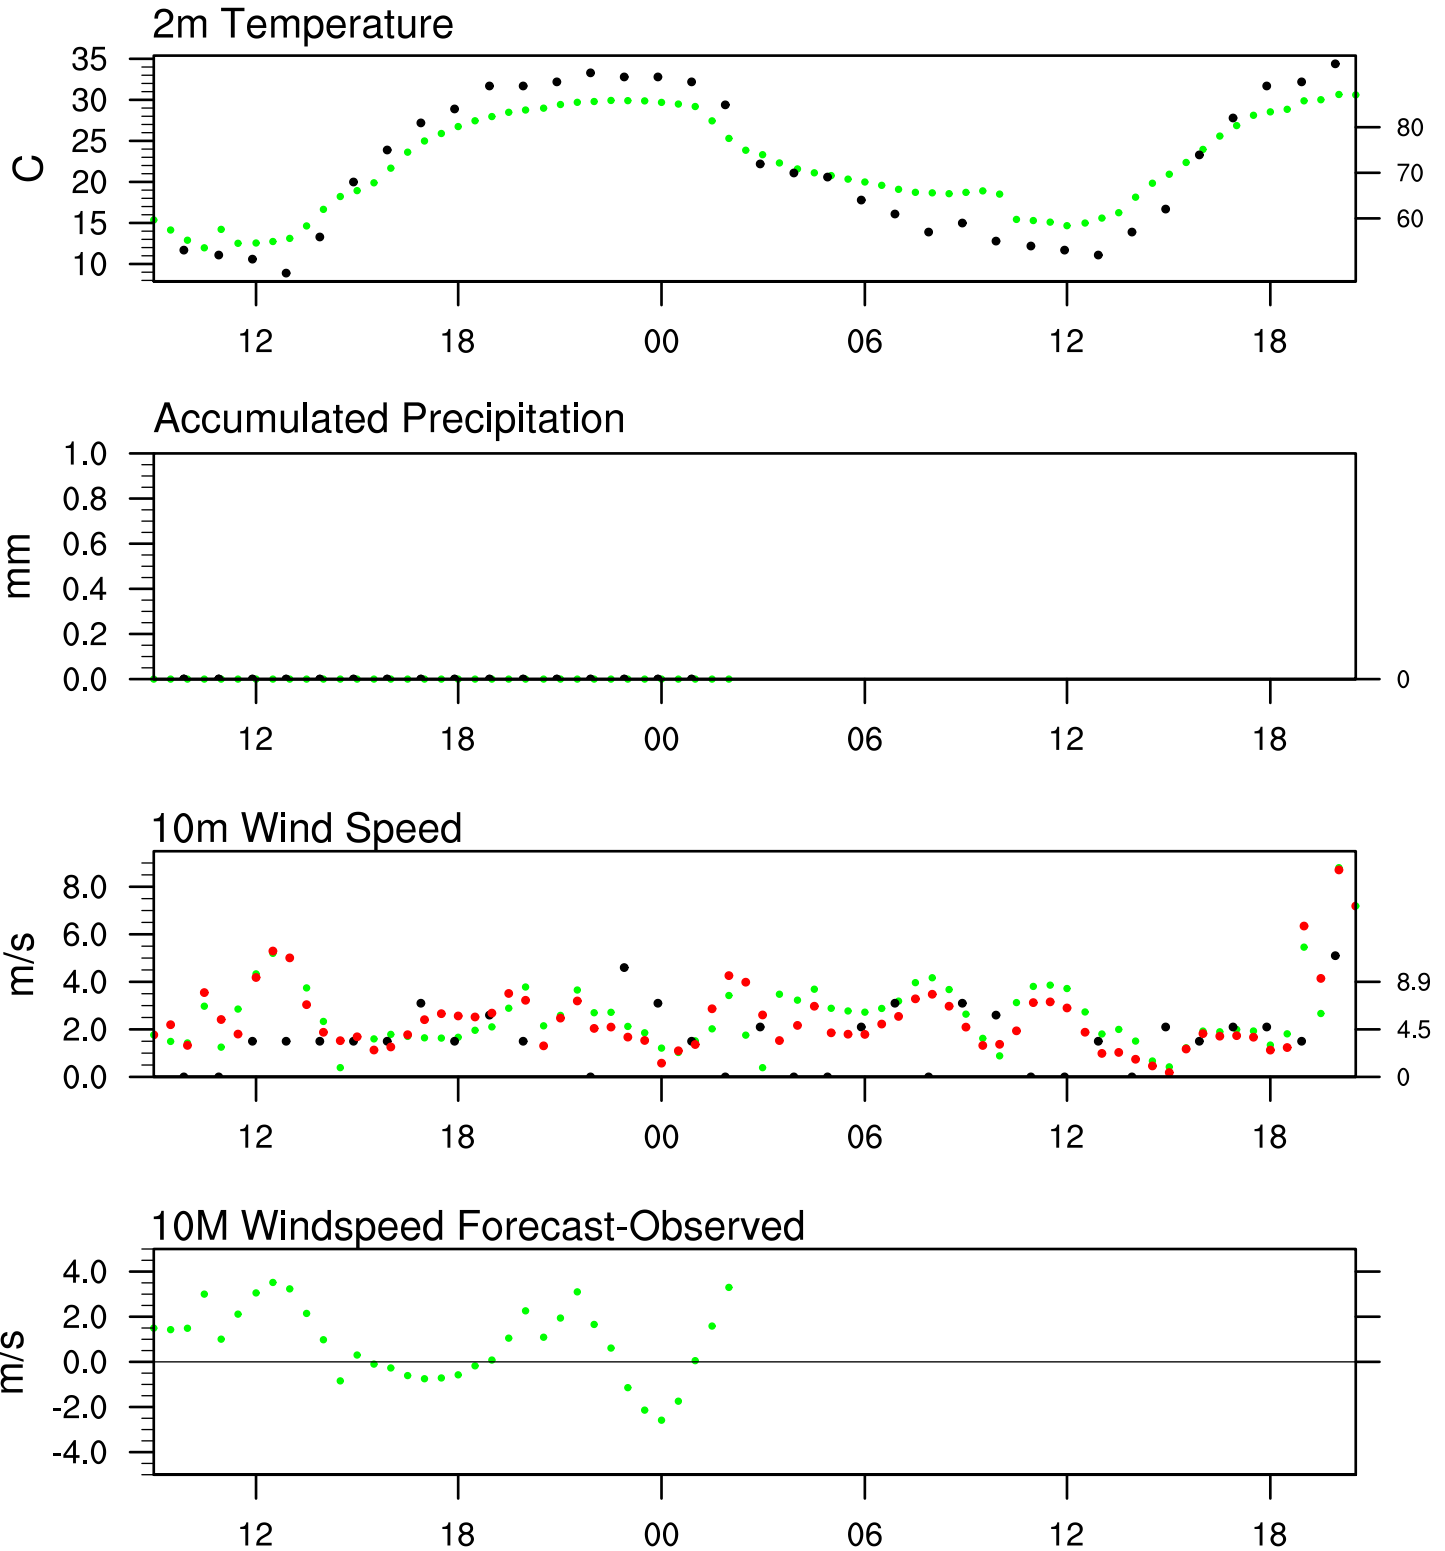 2m Temperature
35
30
25
20
15
10
C
80
70
60
12 18 00 06 12 18
Accumulated Precipitation
1.0
0.8
0.6
0.4
0.2
0.0
mm
0
12 18 00 06 12 18
10m Wind Speed
8.0
6.0
4.0
2.0
0.0
m/s
8.9
4.5
0
12 18 00 06 12 18
10M Windspeed Forecast-Observed
4.0
2.0
0.0
-2.0
-4.0
m/s
12 18 00 06 12 18